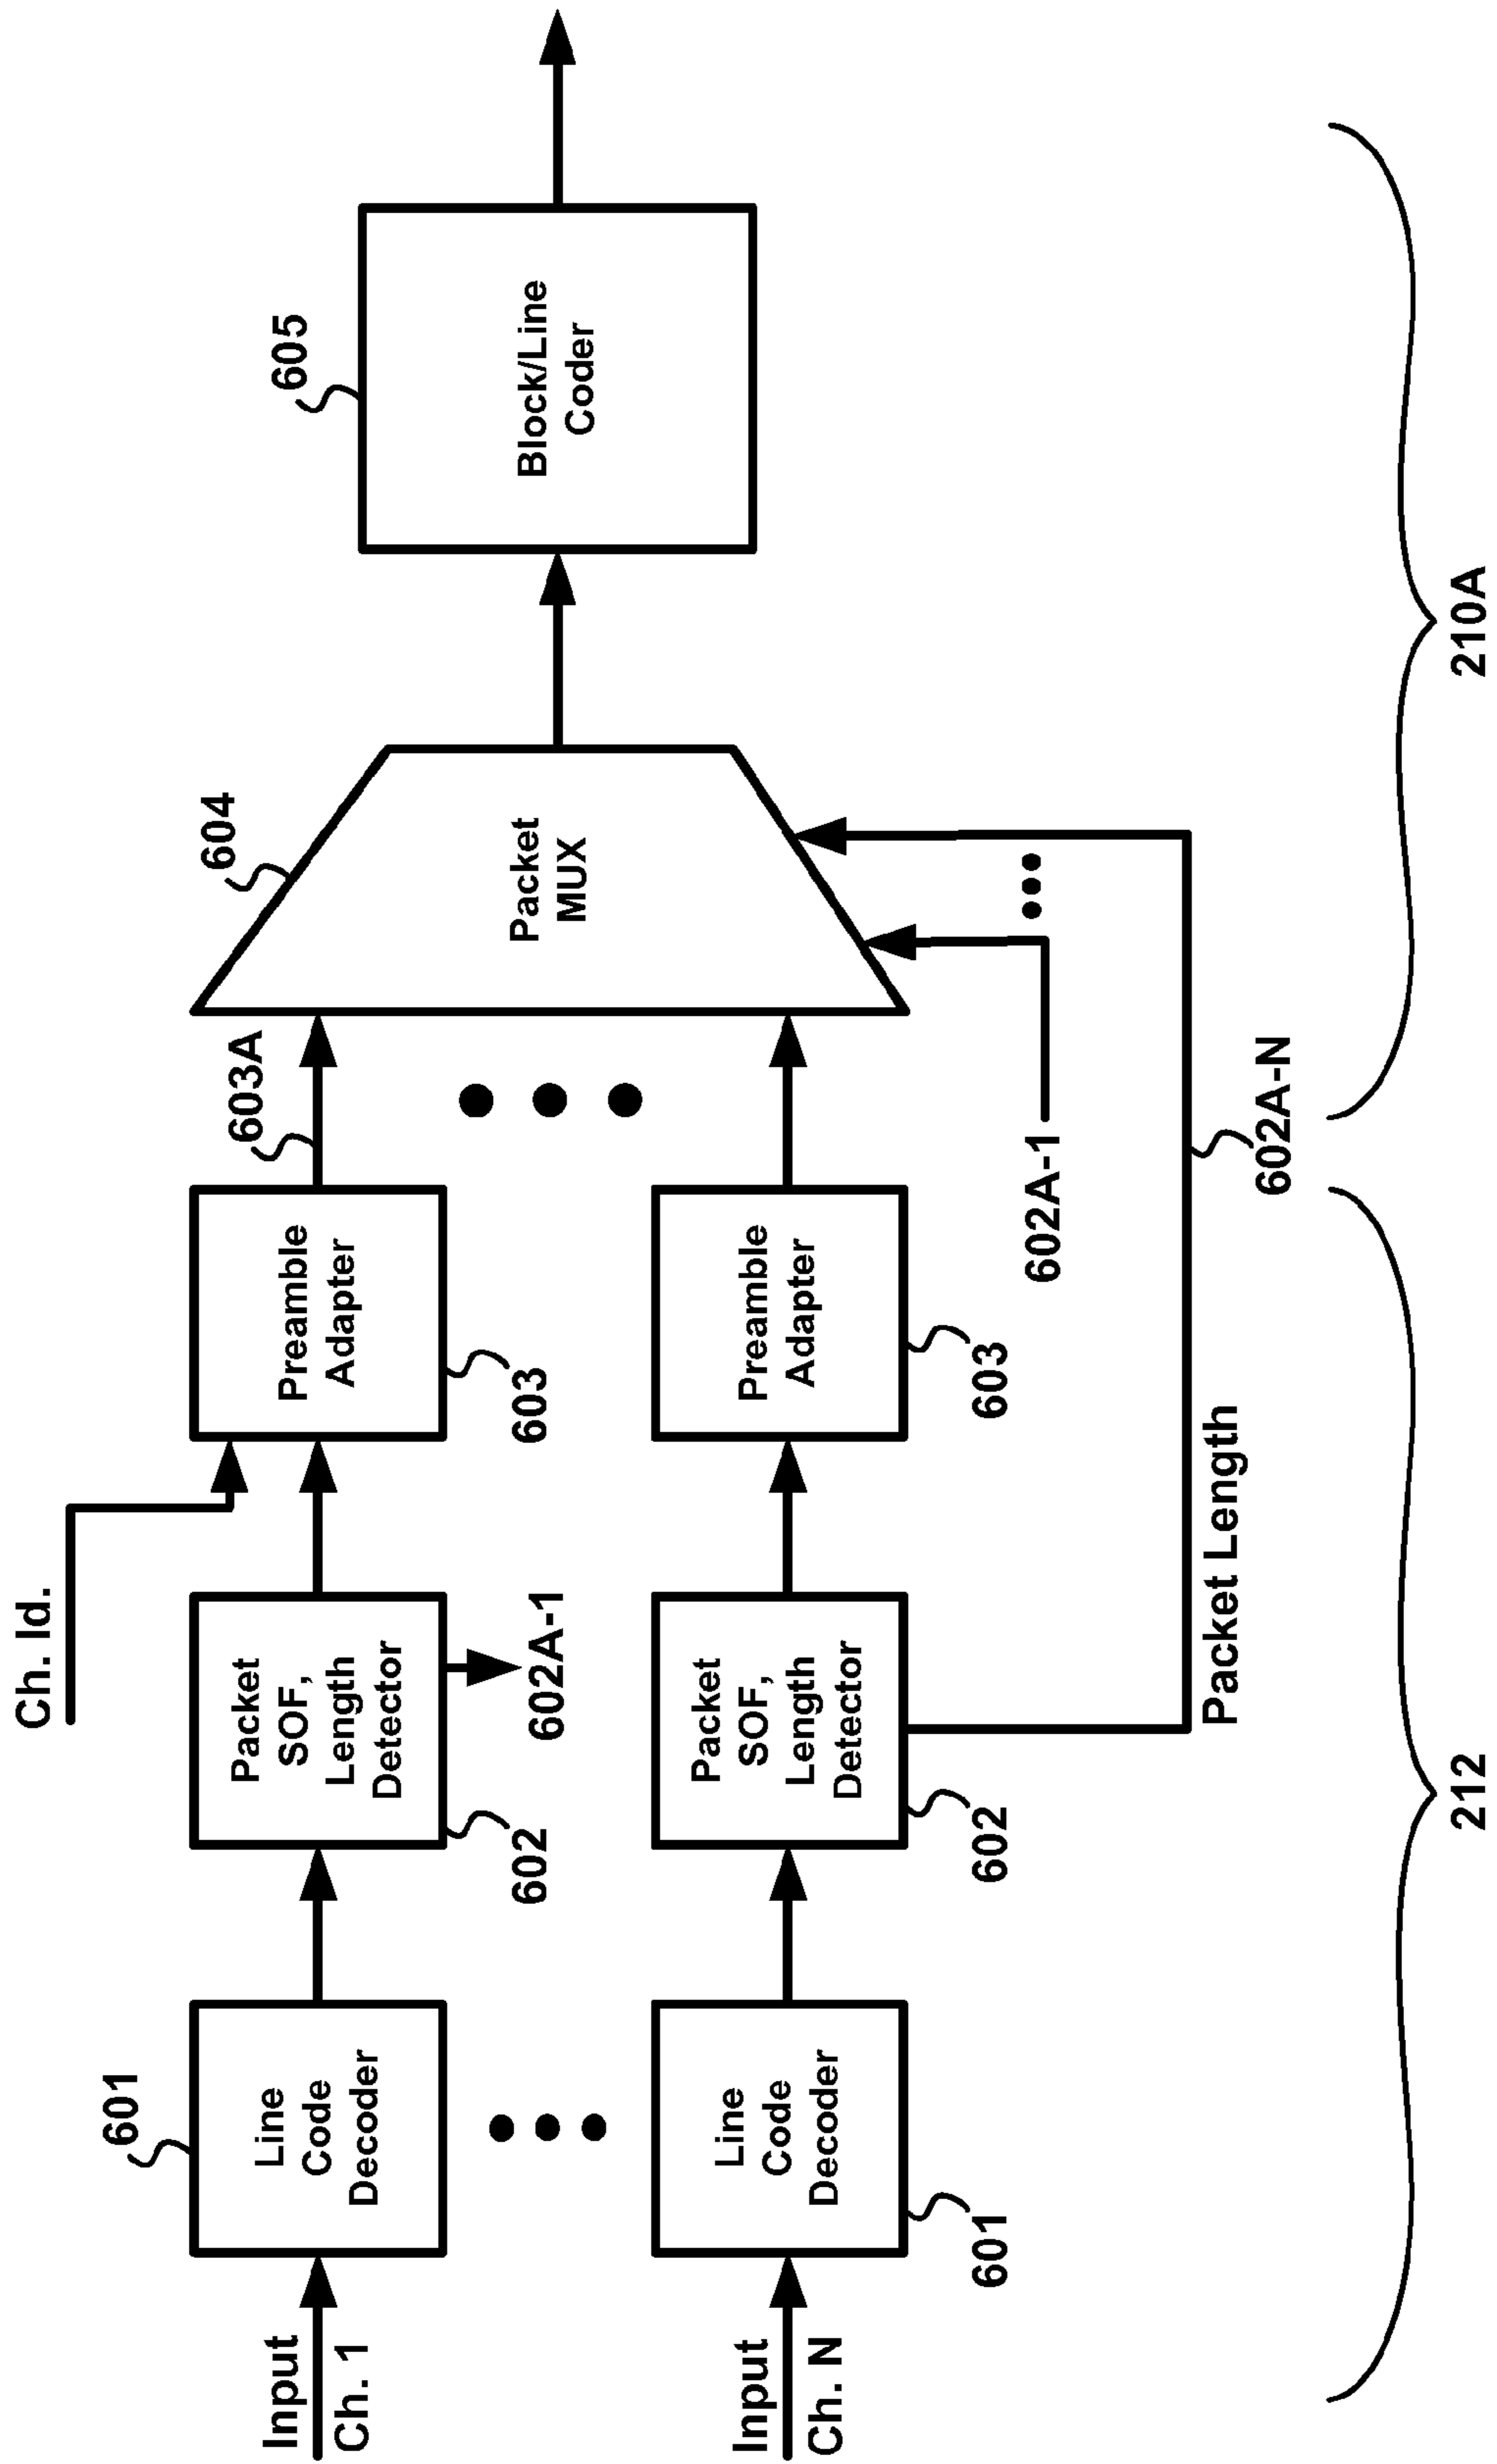 Ch. Id.
601
603A
604
605
Input
Ch. 1
Line
Code
Decoder
Packet
SOF,
Length
Detector
Preamble
Adapter
Packet
MUX
Block/Line
Coder
602
602A-1
603
Input
Ch. N
Line
Code
Decoder
Packet
SOF,
Length
Detector
Preamble
Adapter
601
602
603
602A-1
Packet Length
602A-N
212
210A